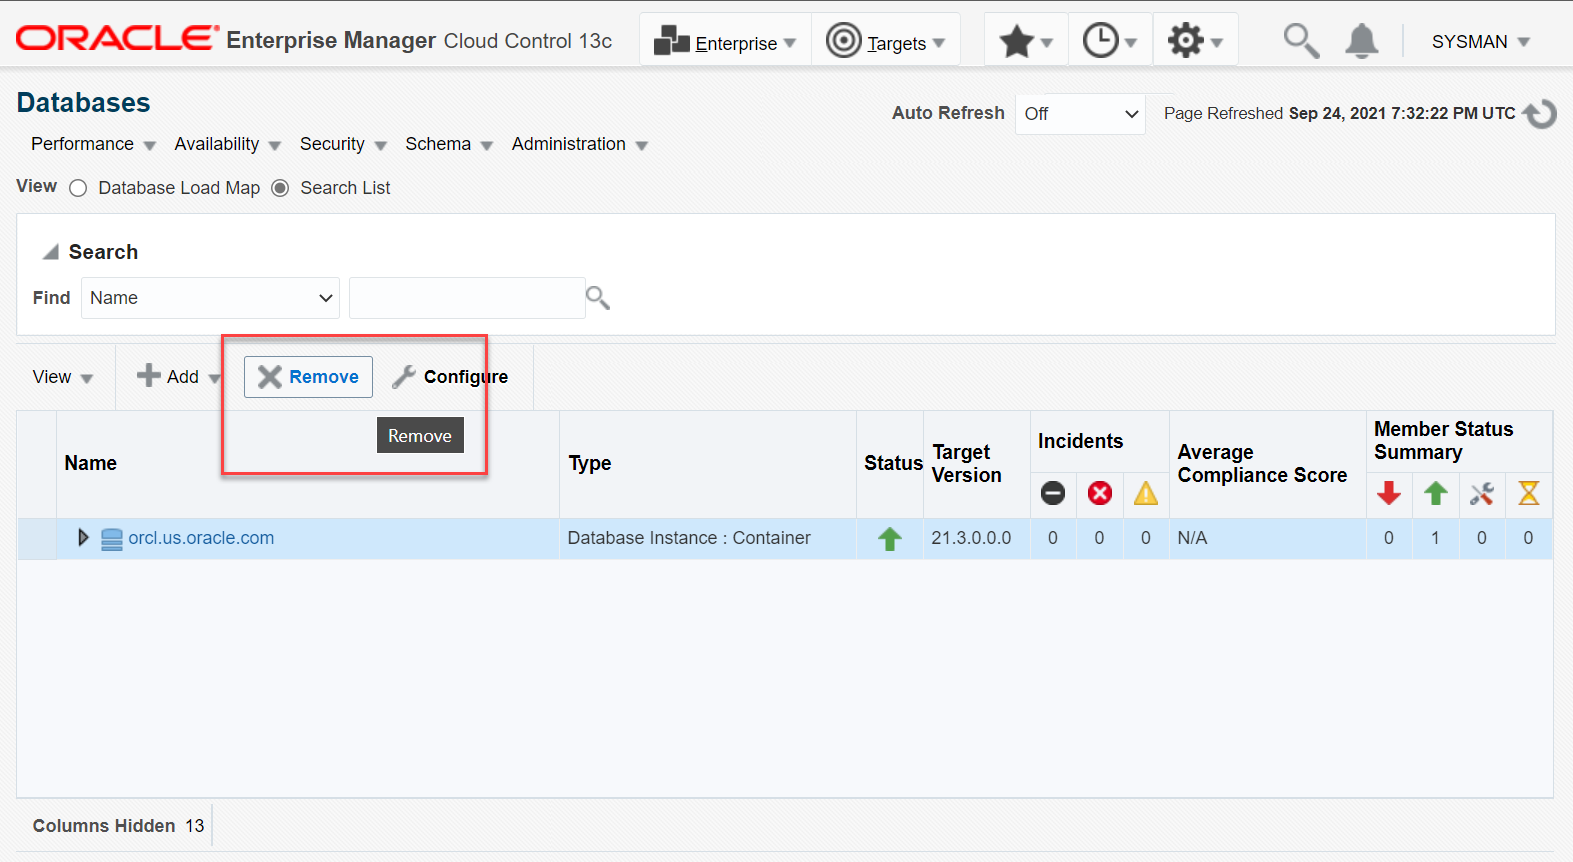 ORACLE Enterprise Manager Cloud Control 13c Enterprise Targets SYSMAN
Databases
Auto Refresh Off Page Refreshed Sep 24, 2021 7:32:22 PM UTC
Performance Availability Security Schema Administration
View Database Load Map Search List
Search
Find Name
View Add Remove Configure
Remove
Name Type Status Target Version Incidents Average Compliance Score Member Status Summary
orcl.us.oracle.com Database Instance : Container 21.3.0.0.0 0 0 0 N/A 0 1 0 0
Columns Hidden 13